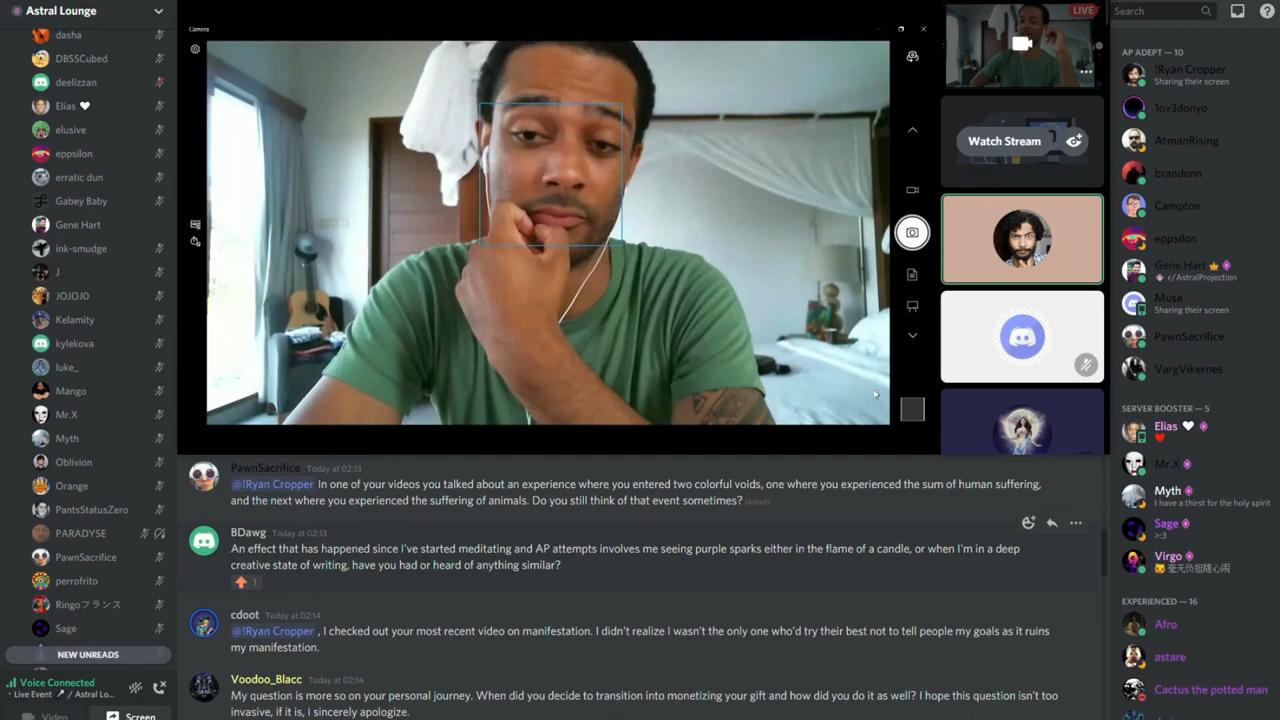 Astral Lounge
dasha
DBSSCubed
deelizzan
Elias
elusive
eppsilon
erratic dun
Gabey Baby
Gene Hart
ink-smudge
J
JOJOJ0
Kelamity
kylekova
luke_
Mango
Mr.X
Myth
Oblivion
Orange
PantsStatusZero
PARADYSE
PawnSacrifice
perrofrito
Ringoフランス
Sage
NEW UNREADS
Voice Connected
Live Event / Astral Lo...
Video
Screen
Camera
LIVE
Watch Stream
PawnSacrifice Today at 02:13
@!Ryan Cropper In one of your videos you talked about an experience where you entered two colorful voids, one where you experienced the sum of human suffering,
and the next where you experienced the suffering of animals. Do you still think of that event sometimes? (edited)
BDawg Today at 02:13
An effect that has happened since I've started meditating and AP attempts involves me seeing purple sparks either in the flame of a candle, or when I'm in a deep
creative state of writing, have you had or heard of anything similar?
1
cdoot Today at 02:14
@!Ryan Cropper , I checked out your most recent video on manifestation. I didn't realize I wasn't the only one who'd try their best not to tell people my goals as it ruins
my manifestation.
Voodoo_Blacc Today at 02:14
My question is more so on your personal journey. When did you decide to transition into monetizing your gift and how did you do it as well? I hope this question isn't too
invasive, if it is, I sincerely apologize.
Search
AP ADEPT — 10
!Ryan Cropper
Sharing their screen
1ov3donyo
AtmanRising
brandonn
Campton
eppsilon
Gene Hart
r/AstralProjection
Muse
Sharing their screen
PawnSacrifice
VargVikernes
SERVER BOOSTER — 5
Elias
Mr.X
Myth
I have a thirst for the holy spirit
Sage
>:3
Virgo
EXPERIENCED — 16
Afro
astare
Cactus the potted man